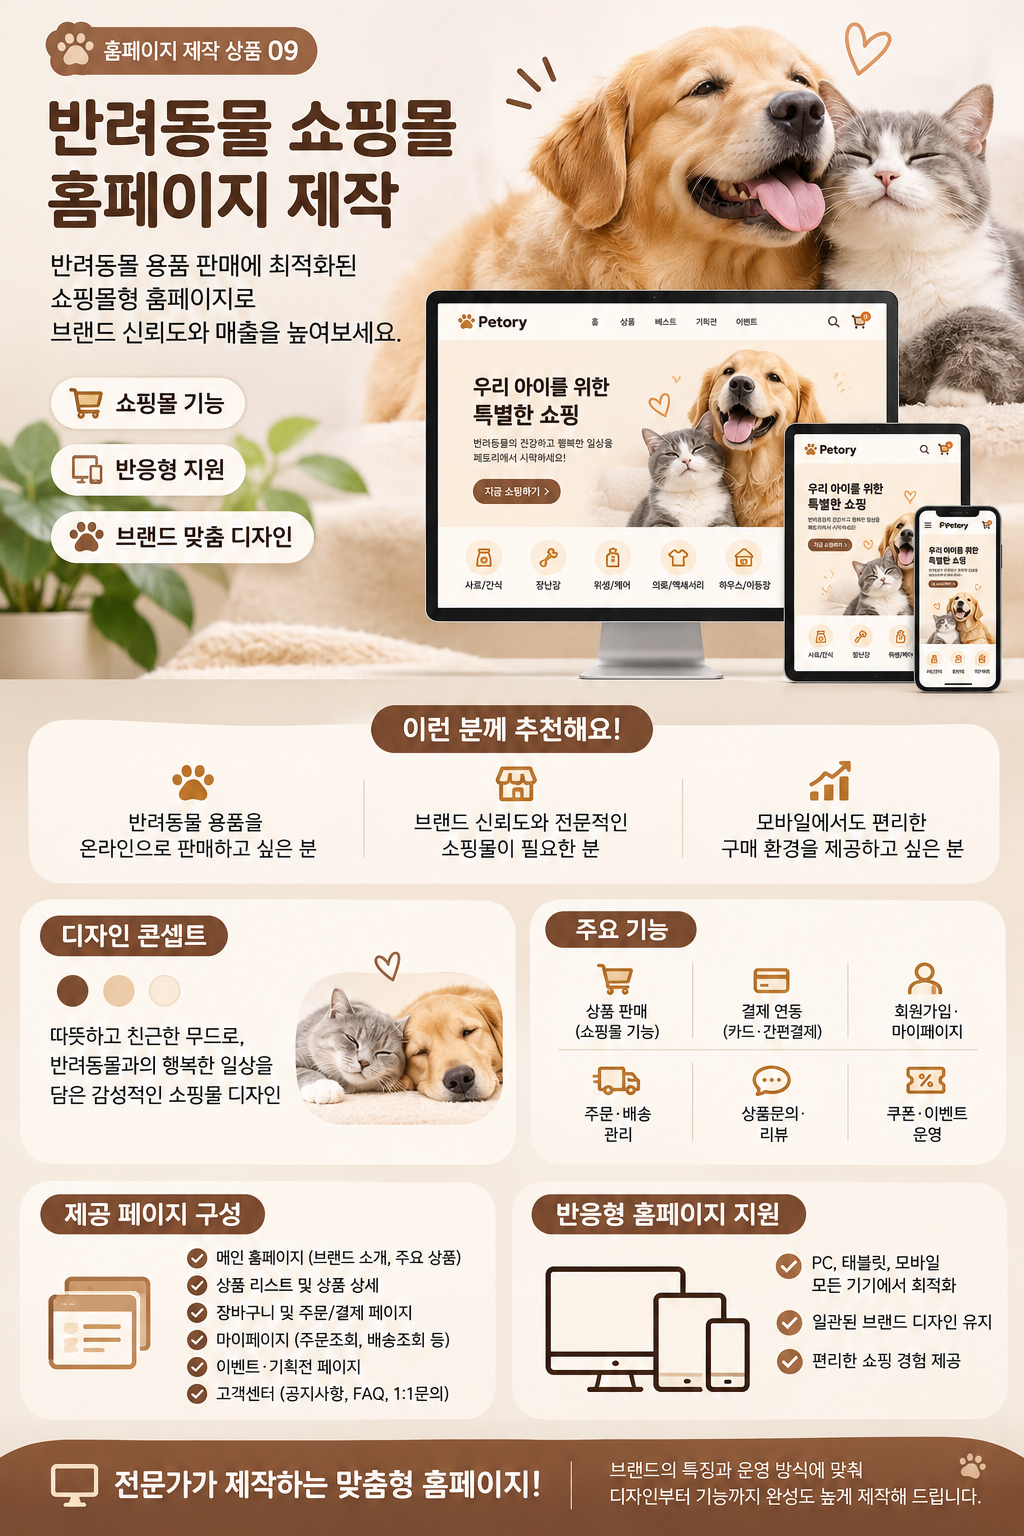 홈페이지 제작 상품 09
반려동물 쇼핑몰
홈페이지 제작
반려동몰 용품 판매에 최적화된
쇼핑몰형 홈페이지로
브랜드 신뢰도와 매출을 높여보세요.
쇼핑몰 기능
반응형 지원
브랜드 맞춤 디자인
Petory
홈 상품 베스트 기획전 이벤트
우리 아이를 위한
특별한 쇼핑
반려동물의 건강하고 행복한 일상을
페토리에서 시작하세요!
지금 쇼핑하기 >
사료/간식 장난감 위생/케어 의료/액세서리 하우스/이동장
Petory
우리 아이를 위한
특별한 쇼핑
사료/간식 장난감
Petory
우리 아이를 위한
특별한 쇼핑
이런 분께 추천해요!
반려동물 용품을
온라인으로 판매하고 싶은 분
브랜드 신뢰도와 전문적인
쇼핑몰이 필요한 분
모바일에서도 편리한
구매 환경을 제공하고 싶은 분
디자인 콘셉트
따뜻하고 친근한 무드로,
반려동물과의 행복한 일상을
담은 감성적인 쇼핑몰 디자인
주요 기능
상품 판매
(쇼핑몰 기능)
결제 연동
(카드·간편결제)
회원가입·
마이페이지
주문·배송
관리
상품문의·
리뷰
쿠폰·이벤트
운영
제공 페이지 구성
메인 홈페이지 (브랜드 소개, 주요 상품)
상품 리스트 및 상품 상세
장바구니 및 주문/결제 페이지
마이페이지 (주문조회, 배송조회 등)
이벤트·기획전 페이지
고객센터 (공지사항, FAQ, 1:1문의)
반응형 홈페이지 지원
PC, 태블릿, 모바일
모든 기기에서 최적화
일관된 브랜드 디자인 유지
편리한 쇼핑 경험 제공
전문가가 제작하는 맞춤형 홈페이지!
브랜드의 특징과 운영 방식에 맞춰
디자인부터 기능까지 완성도 높게 제작해 드립니다.